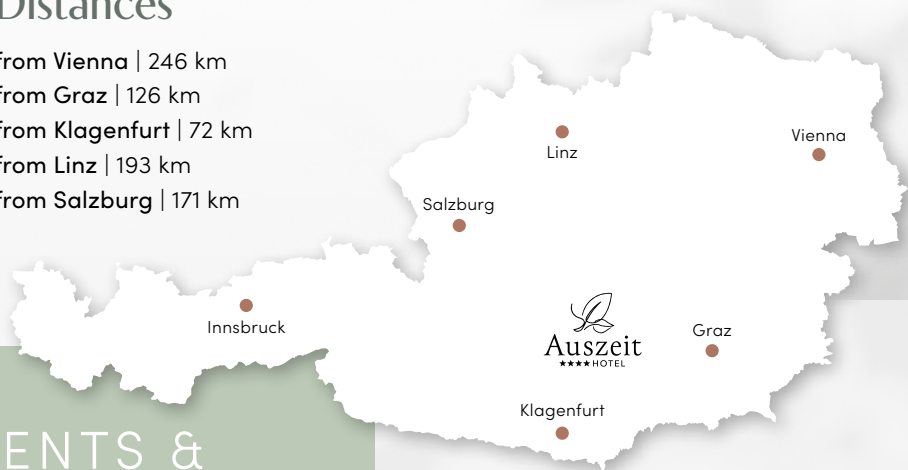 Distances
from Vienna | 246 km
from Graz | 126 km
from Klagenfurt | 72 km
from Linz | 193 km
from Salzburg | 171 km
Linz
Vienna
Salzburg
Innsbruck
Auszeit
★★★★HOTEL
Graz
Klagenfurt
ENTS &